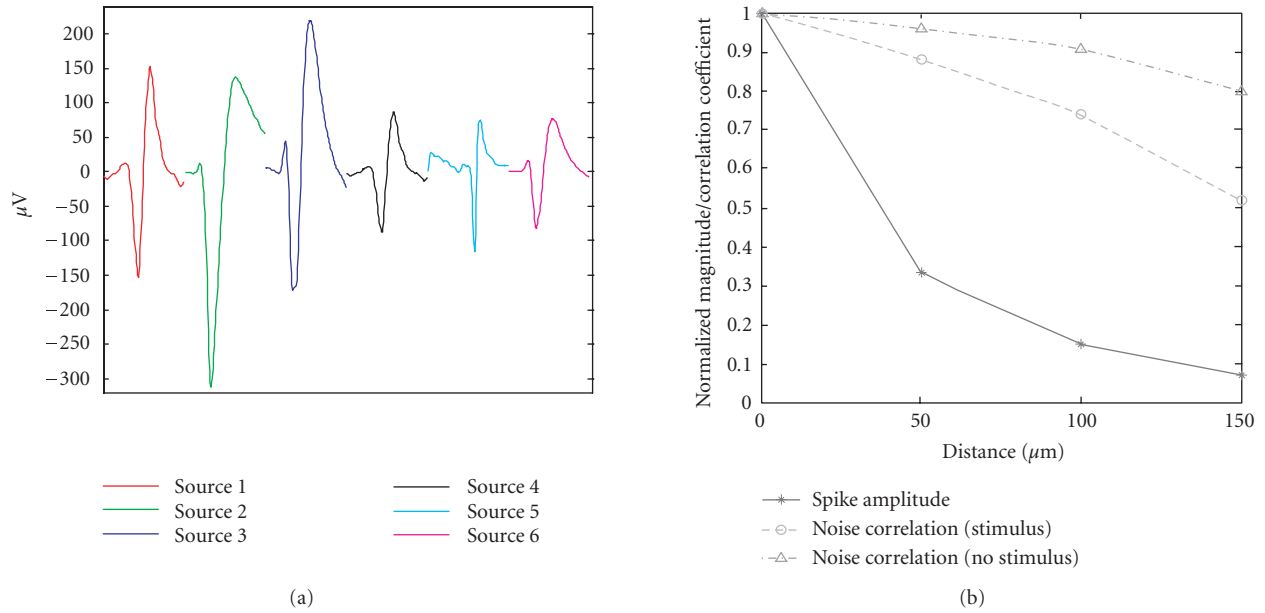 200
150
100
50
0
−50
−100
−150
−200
−250
−300
μV
Source 1
Source 2
Source 3
Source 4
Source 5
Source 6
(a)
1
0.9
0.8
0.7
0.6
0.5
0.4
0.3
0.2
0.1
0
Normalized magnitude/correlation coefficient
0 50 100 150
Distance (μm)
Spike amplitude
Noise correlation (stimulus)
Noise correlation (no stimulus)
(b)